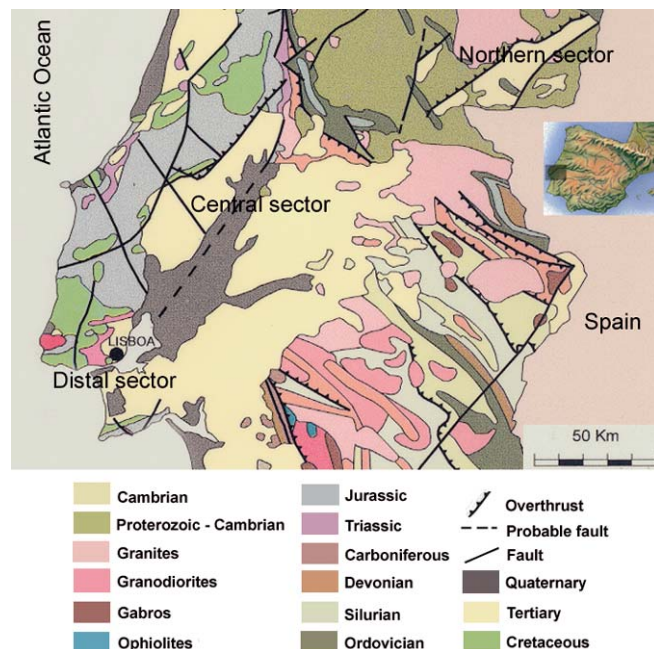 Atlantic Ocean
Northern sector
Central sector
Spain
LISBOA
Distal sector
50 Km
Cambrian
Proterozoic - Cambrian
Granites
Granodiorites
Gabros
Ophiolites
Jurassic
Triassic
Carboniferous
Devonian
Silurian
Ordovician
Overthrust
Probable fault
Fault
Quaternary
Tertiary
Cretaceous